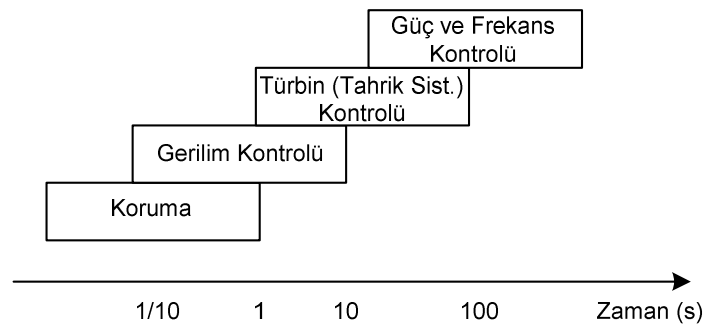 Güç ve Frekans
Kontrolü
Türbin (Tahrik Sist.)
Kontrolü
Gerilim Kontrolü
Koruma
1/10 1 10 100 Zaman (s)